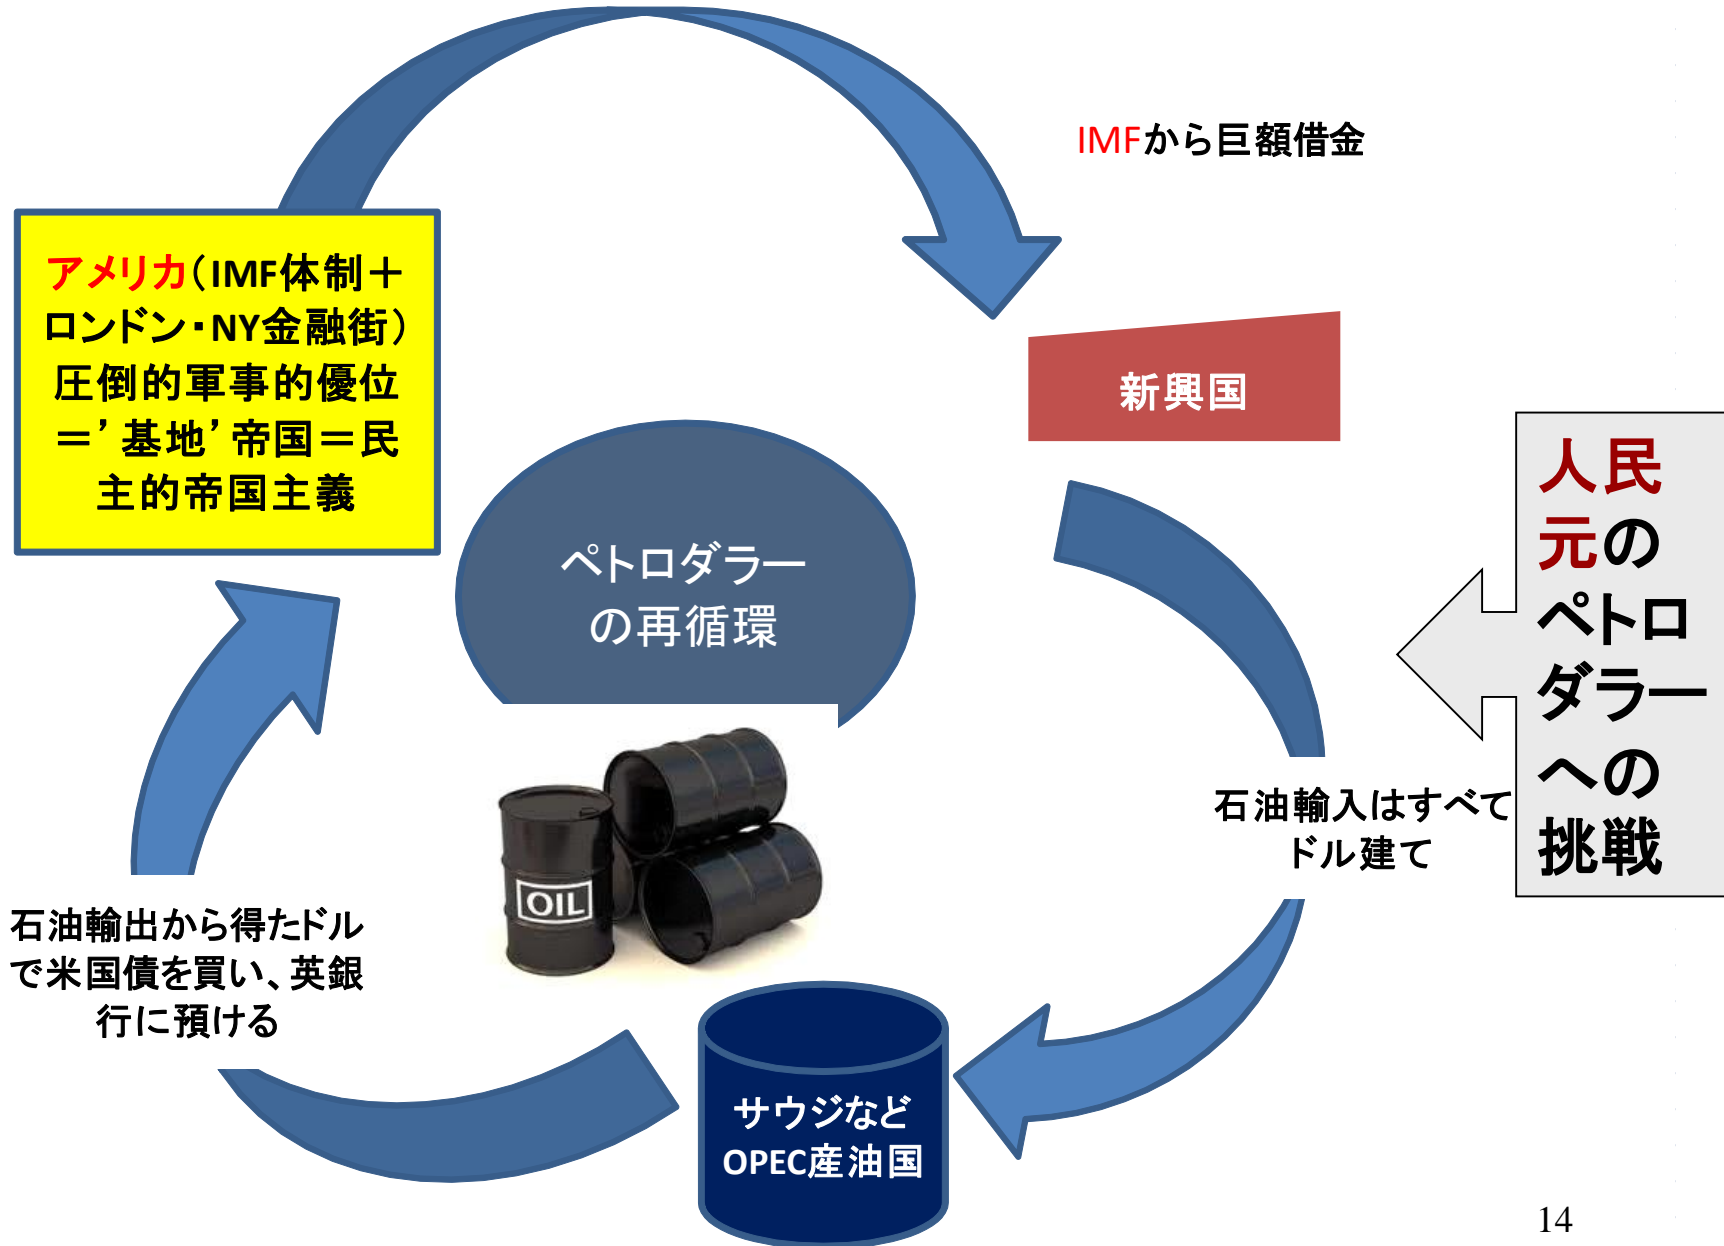 IMFから巨額借金
アメリカ(IMF体制＋
ロンドン・NY金融街)
圧倒的軍事的優位
＝’基地’帝国＝民
主的帝国主義
新興国
人民
元の
ペトロ
ダラー
への
挑戦
ペトロダラー
の再循環
石油輸入はすべて
ドル建て
OIL
石油輸出から得たドル
で米国債を買い、英銀
行に預ける
サウジなど
OPEC産油国
14